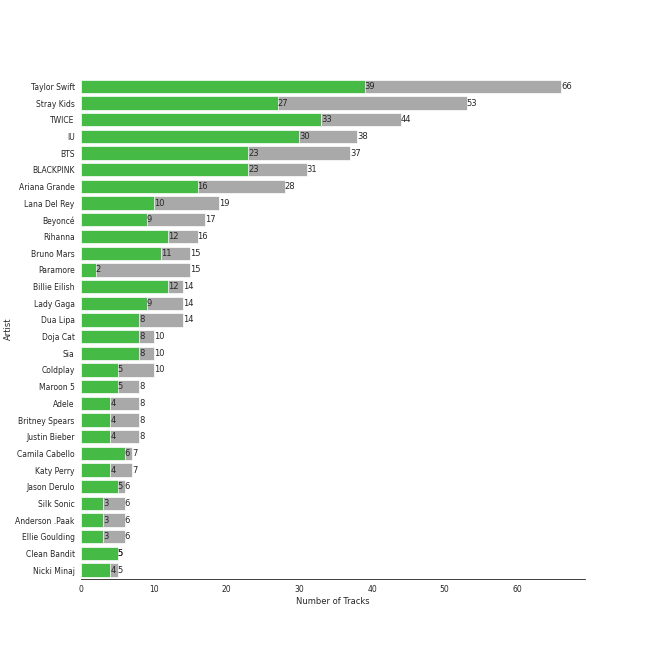 Taylor Swift 39 66
Stray Kids 27 53
TWICE 33 44
IU 30 38
BTS 23 37
BLACKPINK 23 31
Ariana Grande 16 28
Lana Del Rey 10 19
Beyoncé 9 17
Rihanna 12 16
Bruno Mars 11 15
Paramore 2 15
Billie Eilish 12 14
Lady Gaga 9 14
Dua Lipa 8 14
Doja Cat 8 10
Sia 8 10
Coldplay 5 10
Maroon 5 5 8
Adele 4 8
Britney Spears 4 8
Justin Bieber 4 8
Camila Cabello 6 7
Katy Perry 4 7
Jason Derulo 5 6
Silk Sonic 3 6
Anderson .Paak 3 6
Ellie Goulding 3 6
Clean Bandit 5 5
Nicki Minaj 4 5
Artist
0 10 20 30 40 50 60
Number of Tracks